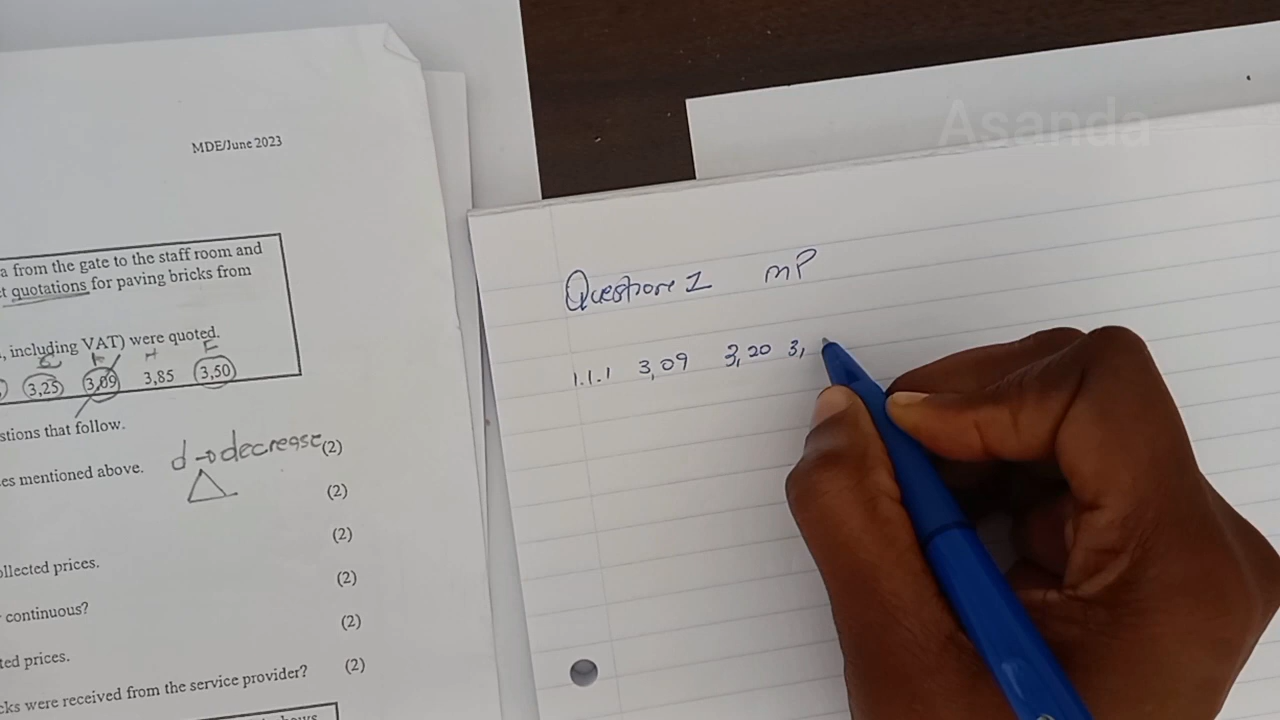 Asanda
MDE/June 2023
a from the gate to the staff room and
t quotations for paving bricks from
, including VAT) were quoted.
H F
3,25 3,09 3,85 3,50
stions that follow.
d → decrease (2)
es mentioned above.
(2)
(2)
ollected prices.
(2)
continuous?
(2)
ted prices.
cks were received from the service provider? (2)
Question 1 MP
1.1.1 3,09 3,20 3,